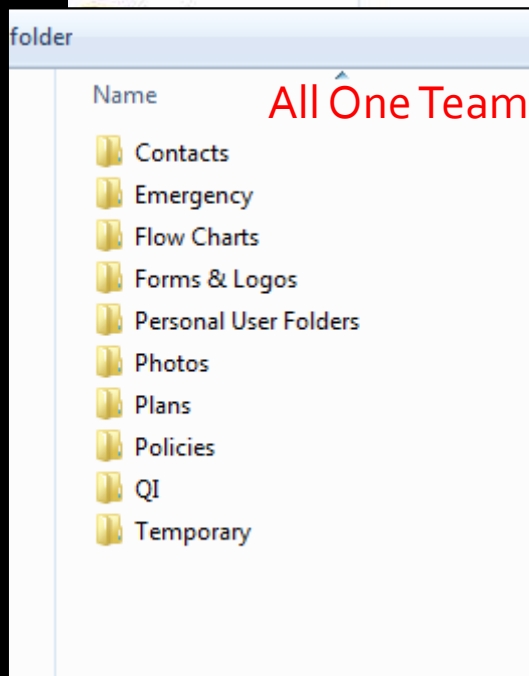 folder
Name
All One Team
Contacts
Emergency
Flow Charts
Forms & Logos
Personal User Folders
Photos
Plans
Policies
QI
Temporary